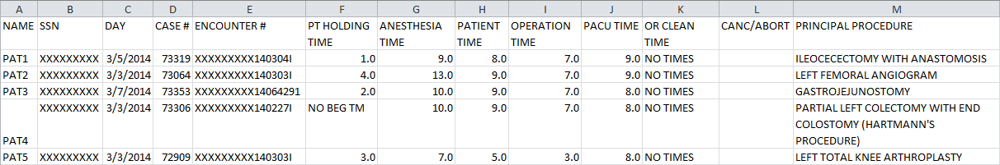 A B C D E F G H I J K L M
NAME SSN DAY CASE # ENCOUNTER # PT HOLDING TIME ANESTHESIA TIME PATIENT TIME OPERATION TIME PACU TIME OR CLEAN TIME CANC/ABORT PRINCIPAL PROCEDURE
PAT1 XXXXXXXXX 3/5/2014 73319 XXXXXXXXX140304I 1.0 9.0 8.0 7.0 9.0 NO TIMES ILEOCECECTOMY WITH ANASTOMOSIS
PAT2 XXXXXXXXX 3/3/2014 73064 XXXXXXXXX140303I 4.0 13.0 9.0 7.0 9.0 NO TIMES LEFT FEMORAL ANGIOGRAM
PAT3 XXXXXXXXX 3/7/2014 73353 XXXXXXXXX14064291 2.0 10.0 9.0 7.0 8.0 NO TIMES GASTROJEJUNOSTOMY
XXXXXXXXX 3/3/2014 73306 XXXXXXXXX140227I NO BEG TM 10.0 9.0 7.0 8.0 NO TIMES PARTIAL LEFT COLECTOMY WITH END
COLOSTOMY (HARTMANN'S
PAT4 PROCEDURE)
PAT5 XXXXXXXXX 3/3/2014 72909 XXXXXXXXX140303I 3.0 7.0 5.0 3.0 8.0 NO TIMES LEFT TOTAL KNEE ARTHROPLASTY